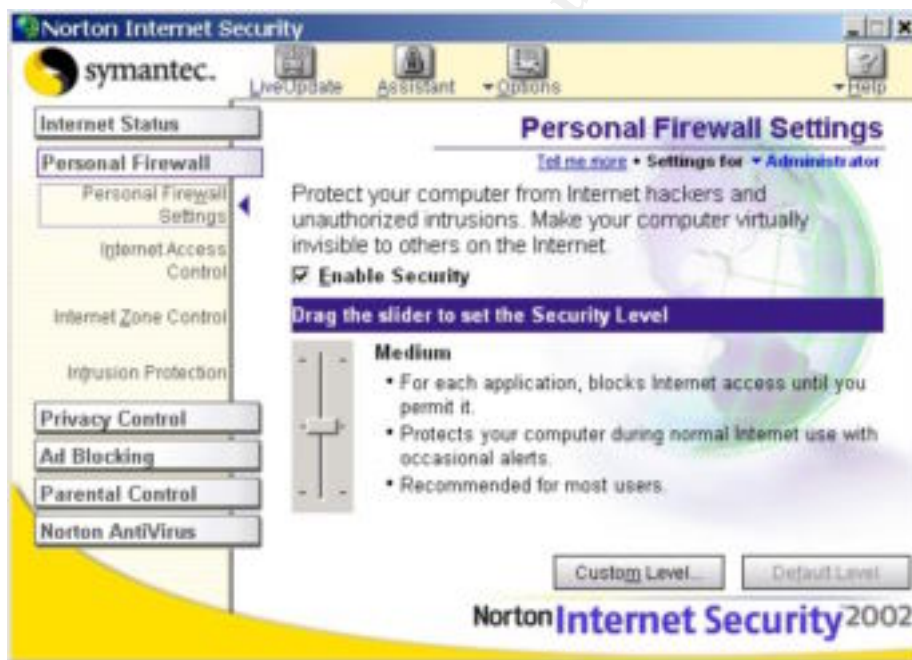 Norton Internet Security
symantec.
LiveUpdate
Assistant
Options
Help
Internet Status
Personal Firewall
Personal Firewall
Settings
Internet Access
Control
Internet Zone Control
Intrusion Protection
Privacy Control
Ad Blocking
Parental Control
Norton AntiVirus
Personal Firewall Settings
Tell me more • Settings for Administrator
Protect your computer from Internet hackers and
unauthorized intrusions. Make your computer virtually
invisible to others on the Internet.
Enable Security
Drag the slider to set the Security Level
Medium
• For each application, blocks Internet access until you
permit it.
• Protects your computer during normal Internet use with
occasional alerts.
• Recommended for most users.
Custom Level...
Default Level
Norton Internet Security 2002